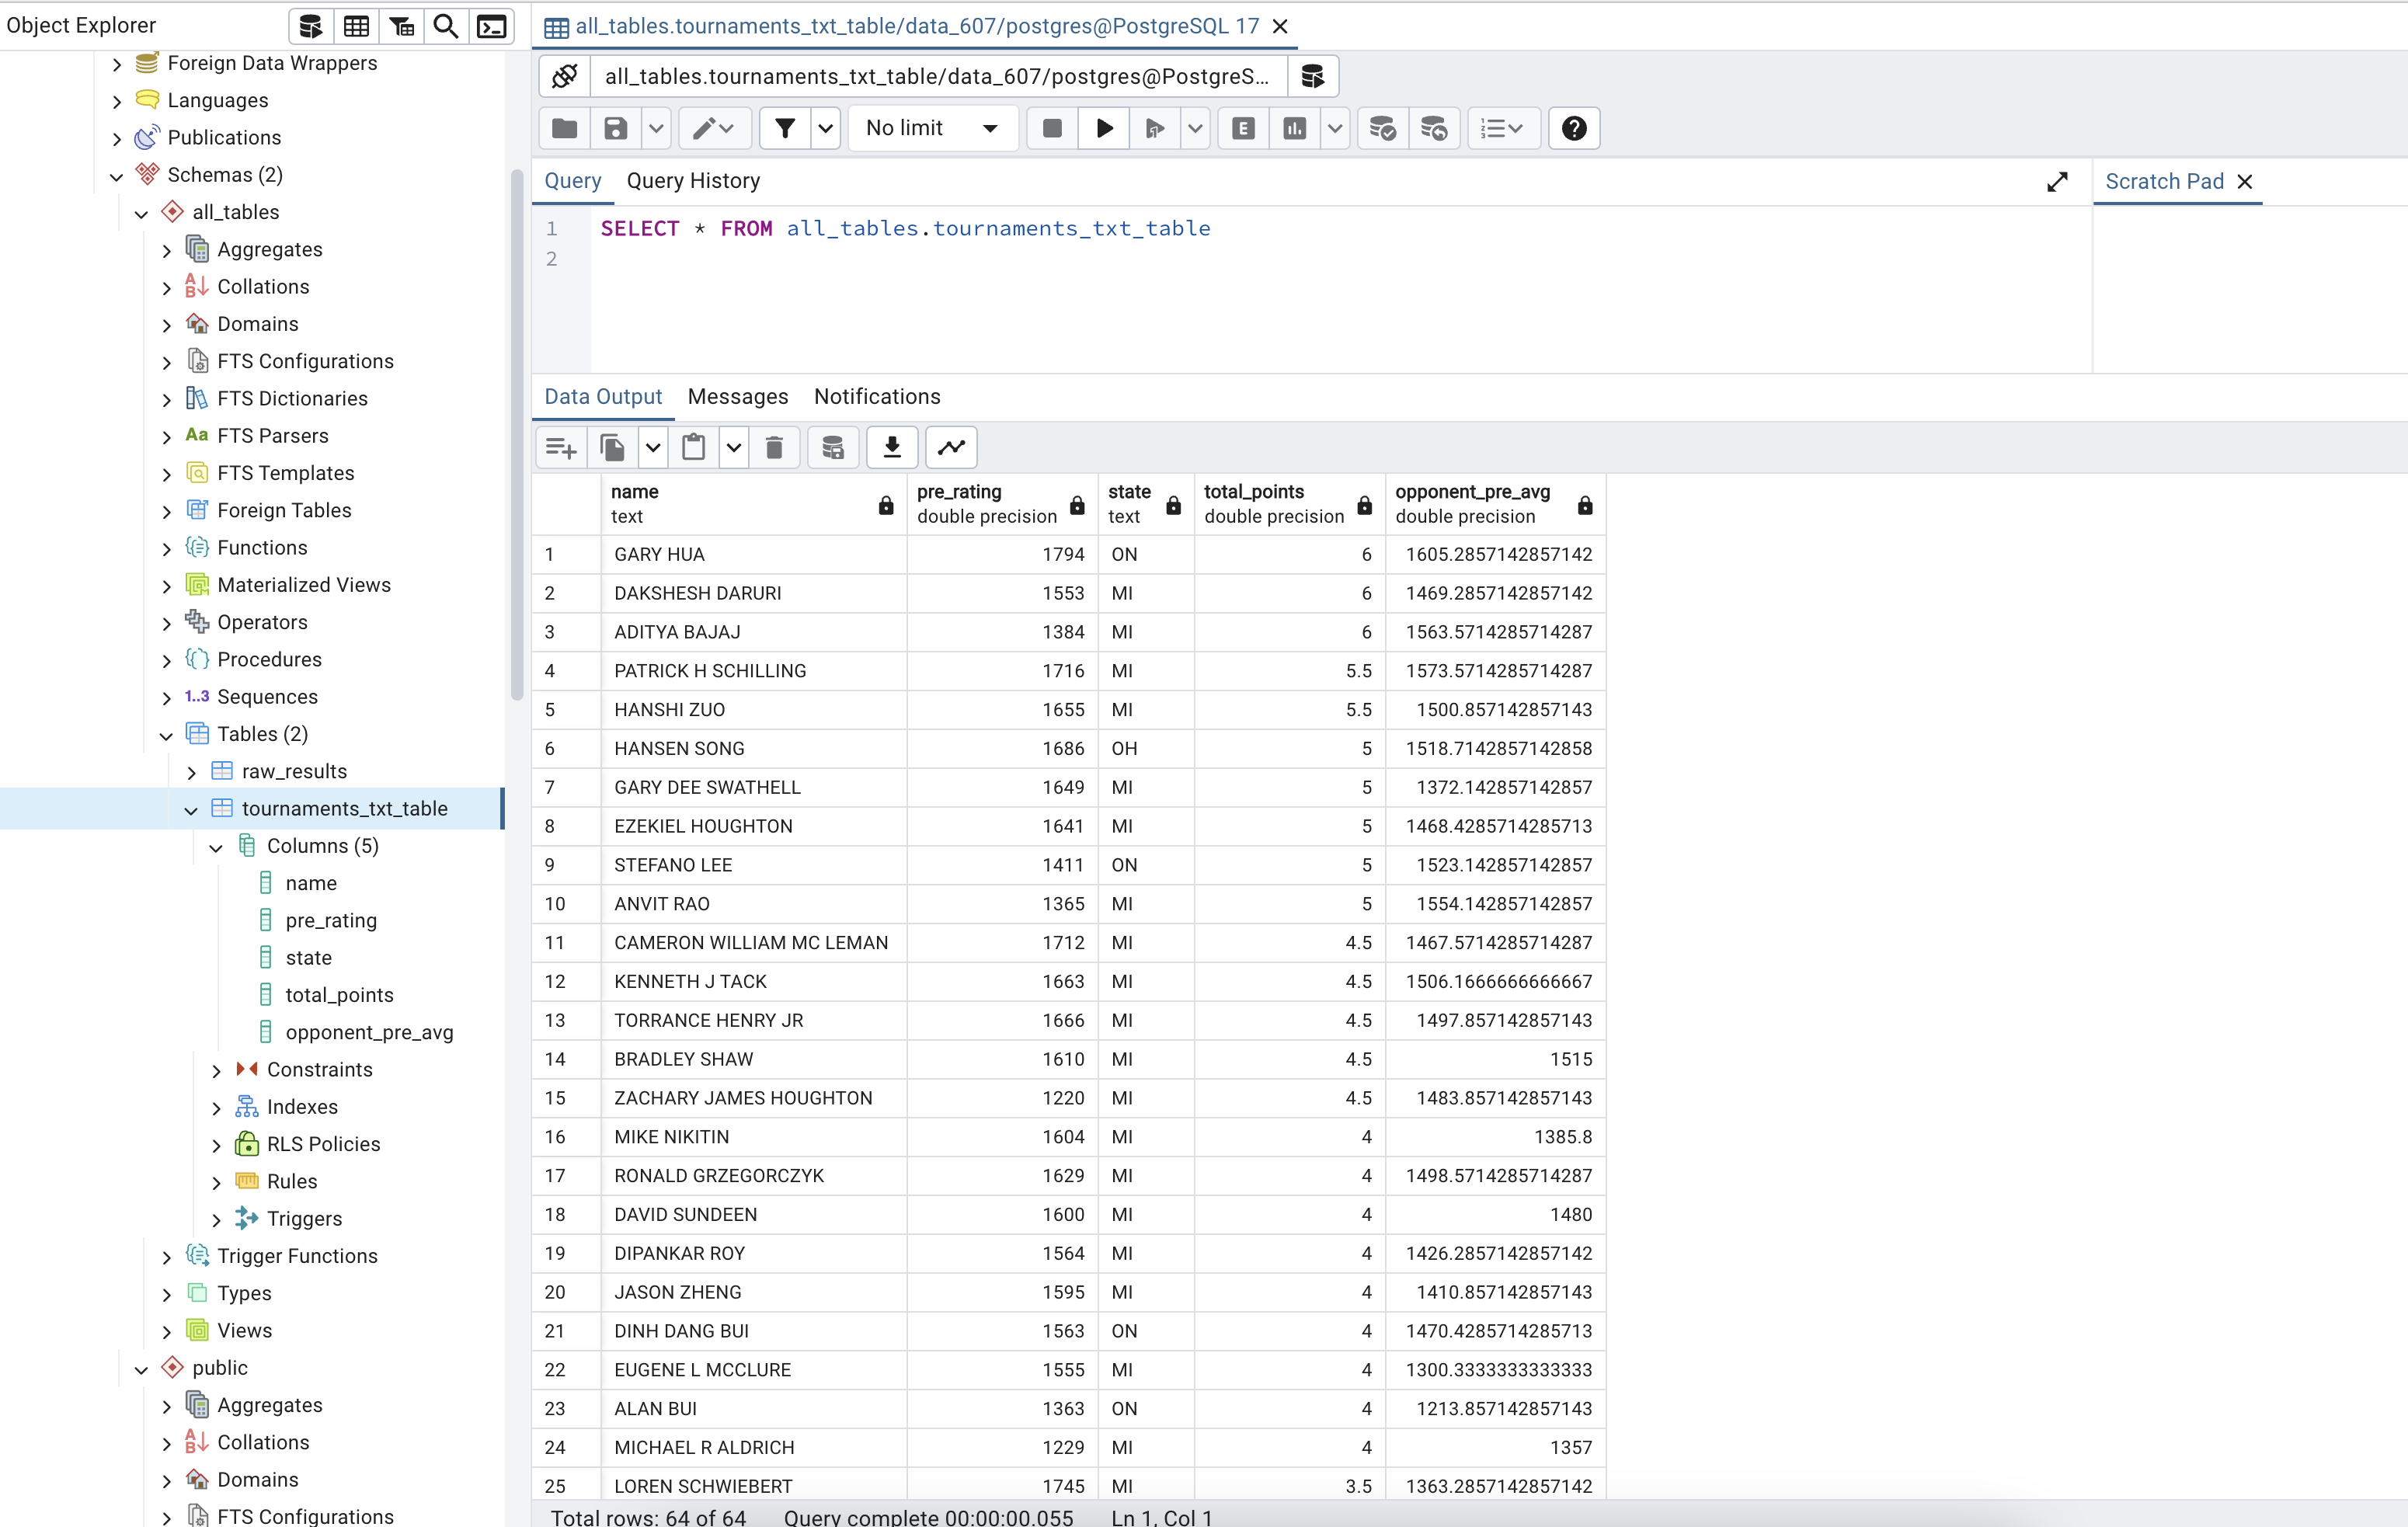 Object Explorer
Foreign Data Wrappers
Languages
Publications
Schemas (2)
all_tables
Aggregates
Collations
Domains
FTS Configurations
FTS Dictionaries
Aa FTS Parsers
FTS Templates
Foreign Tables
Functions
Materialized Views
Operators
Procedures
1..3 Sequences
Tables (2)
raw_results
tournaments_txt_table
Columns (5)
name
pre_rating
state
total_points
opponent_pre_avg
Constraints
Indexes
RLS Policies
Rules
Triggers
Trigger Functions
Types
Views
public
Aggregates
Collations
Domains
FTS Configurations
all_tables.tournaments_txt_table/data_607/postgres@PostgreSQL 17
all_tables.tournaments_txt_table/data_607/postgres@PostgreS...
No limit
E
Query Query History
Scratch Pad
1 SELECT * FROM all_tables.tournaments_txt_table
2
Data Output Messages Notifications
name pre_rating state total_points opponent_pre_avg
text double precision text double precision double precision
1 GARY HUA 1794 ON 6 1605.2857142857142
2 DAKSHESH DARURI 1553 MI 6 1469.2857142857142
3 ADITYA BAJAJ 1384 MI 6 1563.5714285714287
4 PATRICK H SCHILLING 1716 MI 5.5 1573.5714285714287
5 HANSHI ZUO 1655 MI 5.5 1500.857142857143
6 HANSEN SONG 1686 OH 5 1518.7142857142858
7 GARY DEE SWATHELL 1649 MI 5 1372.142857142857
8 EZEKIEL HOUGHTON 1641 MI 5 1468.4285714285713
9 STEFANO LEE 1411 ON 5 1523.142857142857
10 ANVIT RAO 1365 MI 5 1554.142857142857
11 CAMERON WILLIAM MC LEMAN 1712 MI 4.5 1467.5714285714287
12 KENNETH J TACK 1663 MI 4.5 1506.1666666666667
13 TORRANCE HENRY JR 1666 MI 4.5 1497.857142857143
14 BRADLEY SHAW 1610 MI 4.5 1515
15 ZACHARY JAMES HOUGHTON 1220 MI 4.5 1483.857142857143
16 MIKE NIKITIN 1604 MI 4 1385.8
17 RONALD GRZEGORCZYK 1629 MI 4 1498.5714285714287
18 DAVID SUNDEEN 1600 MI 4 1480
19 DIPANKAR ROY 1564 MI 4 1426.2857142857142
20 JASON ZHENG 1595 MI 4 1410.857142857143
21 DINH DANG BUI 1563 ON 4 1470.4285714285713
22 EUGENE L MCCLURE 1555 MI 4 1300.3333333333333
23 ALAN BUI 1363 ON 4 1213.857142857143
24 MICHAEL R ALDRICH 1229 MI 4 1357
25 LOREN SCHWIEBERT 1745 MI 3.5 1363.2857142857142
Total rows: 64 of 64 Query complete 00:00:00.055 Ln 1, Col 1